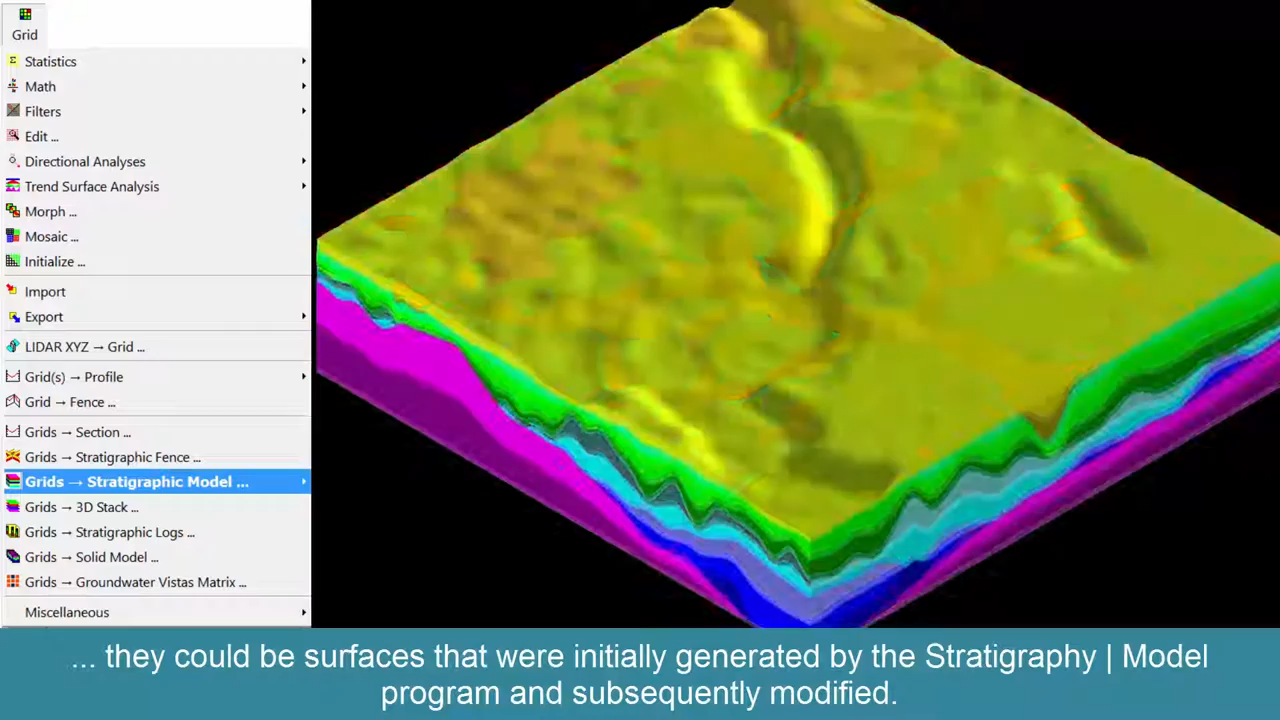 Grid
Statistics
Math
Filters
Edit ...
Directional Analyses
Trend Surface Analysis
Morph ...
Mosaic ...
Initialize ...
Import
Export
LIDAR XYZ → Grid ...
Grid(s) → Profile
Grid → Fence ...
Grids → Section ...
Grids → Stratigraphic Fence ...
Grids → Stratigraphic Model ...
Grids → 3D Stack ...
Grids → Stratigraphic Logs ...
Grids → Solid Model ...
Grids → Groundwater Vistas Matrix ...
Miscellaneous
... they could be surfaces that were initially generated by the Stratigraphy | Model
program and subsequently modified.